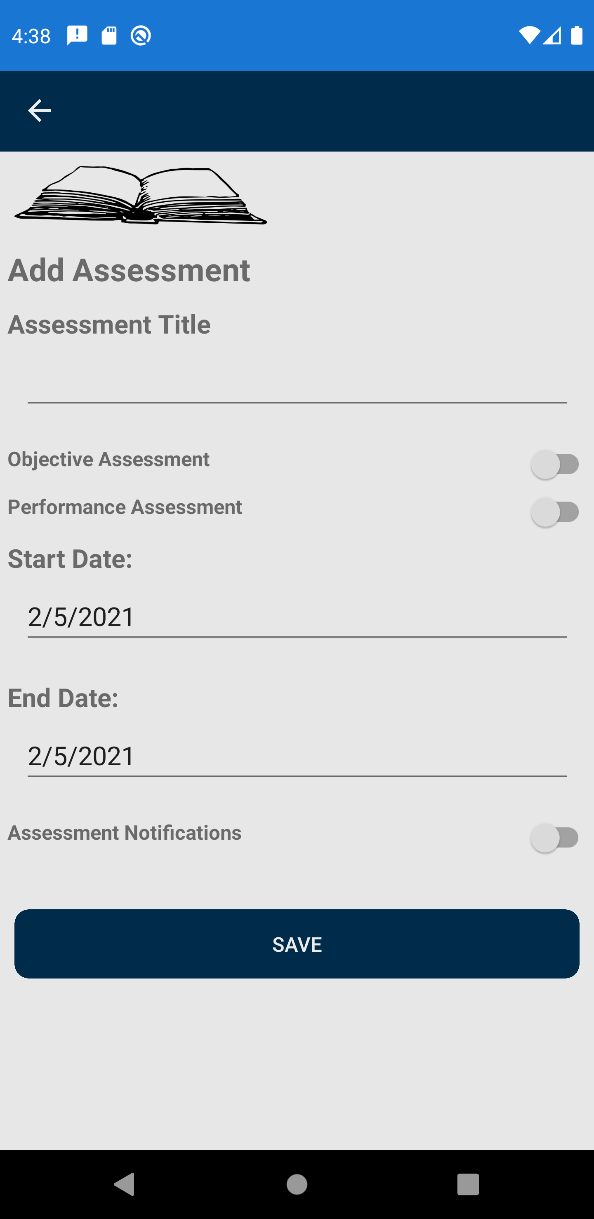 4:38
Add Assessment
Assessment Title
Objective Assessment
Performance Assessment
Start Date:
2/5/2021
End Date:
2/5/2021
Assessment Notifications
SAVE